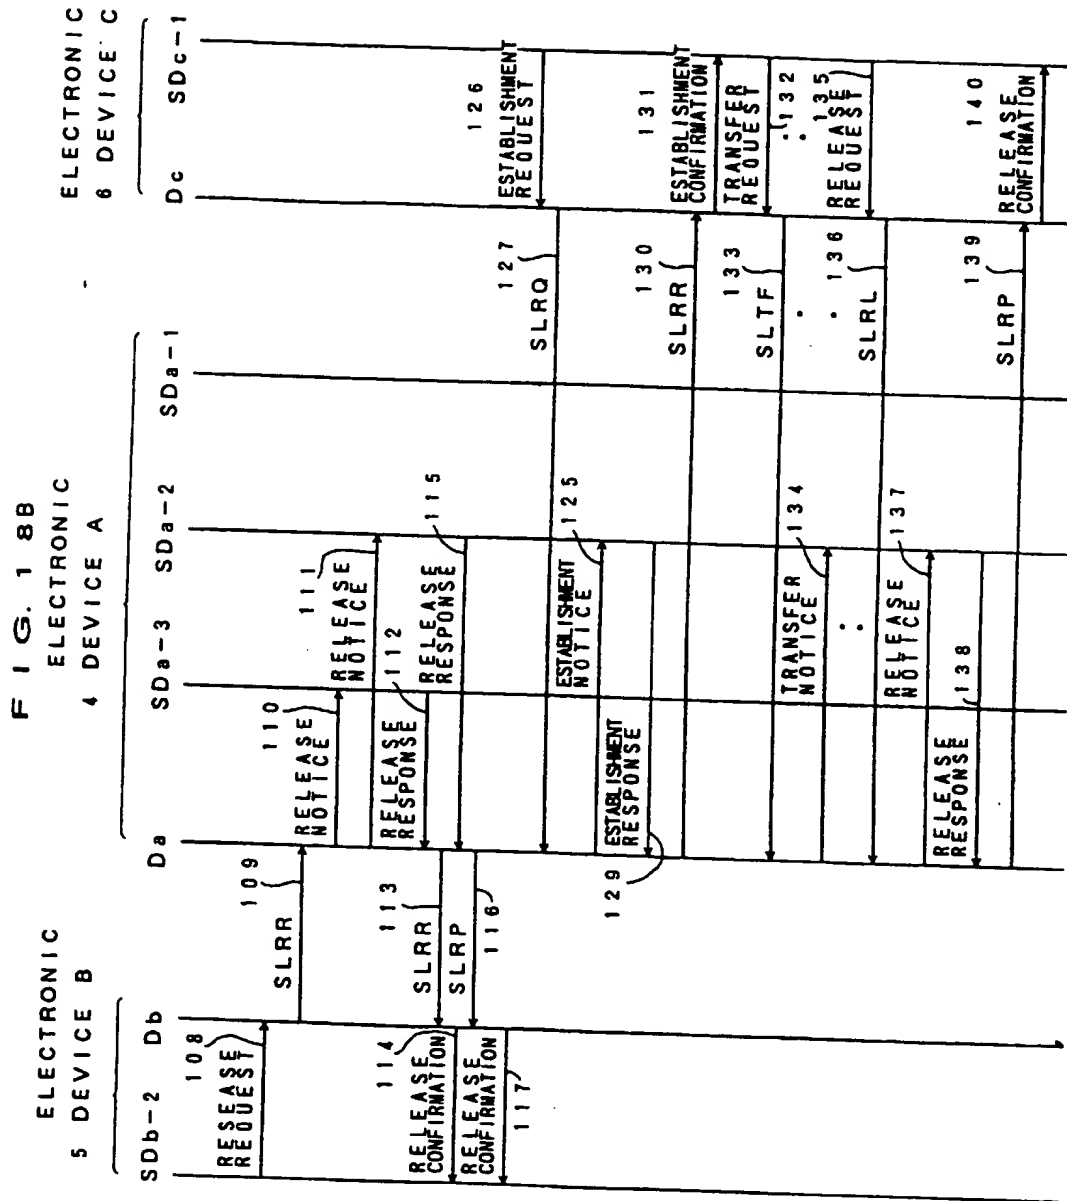 FIG. 18B
ELECTRONIC
5 DEVICE B
ELECTRONIC
4 DEVICE A
ELECTRONIC
6 DEVICE C
SDb-2
Db
Da
SDa-3
SDa-2
SDa-1
Dc
SDc-1
RESEASE
REQUEST
108
SLRR
109
RELEASE
NOTICE
110
RELEASE
NOTICE
111
RELEASE
RESPONSE
112
SLRR
113
RELEASE
CONFIRMATION
114
RELEASE
RESPONSE
115
SLRP
116
RELEASE
CONFIRMATION
117
ESTABLISHMENT
REQUEST
126
SLRQ
127
ESTABLISHMENT
NOTICE
125
ESTABLISHMENT
RESPONSE
129
SLRR
130
ESTABLISHMENT
CONFIRMATION
131
TRANSFER
REQUEST
132
SLTF
133
TRANSFER
NOTICE
134
RELEASE
REQUEST
135
SLRL
136
RELEASE
NOTICE
137
RELEASE
RESPONSE
138
SLRP
139
RELEASE
CONFIRMATION
140